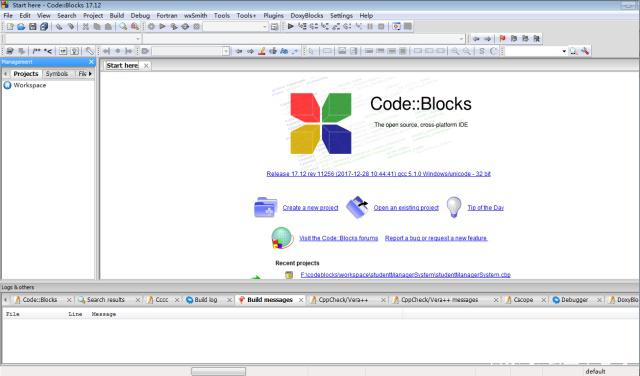 Start here - Code::Blocks 17.12
File Edit View Search Project Build Debug Fortran wxSmith Tools Tools+ Plugins DoxyBlocks Settings Help
/** *<
S C
Management
Projects Symbols File
Workspace
Start here
Code::Blocks
The open source, cross-platform IDE
Release 17.12 rev 11256 (2017-12-28 10:44:41) gcc 5.1.0 Windows/unicode - 32 bit
Create a new project Open an existing project Tip of the Day
Visit the Code::Blocks forums Report a bug or request a new feature
Recent projects
F:\codeblocks\workspace\studentManagerSystem\studentManagerSystem.cbp
Logs & others
Code::Blocks Search results Cccc Build log Build messages CppCheck/Vera++ CppCheck/Vera++ messages Cscope Debugger DoxyBlo
File Line Message
default